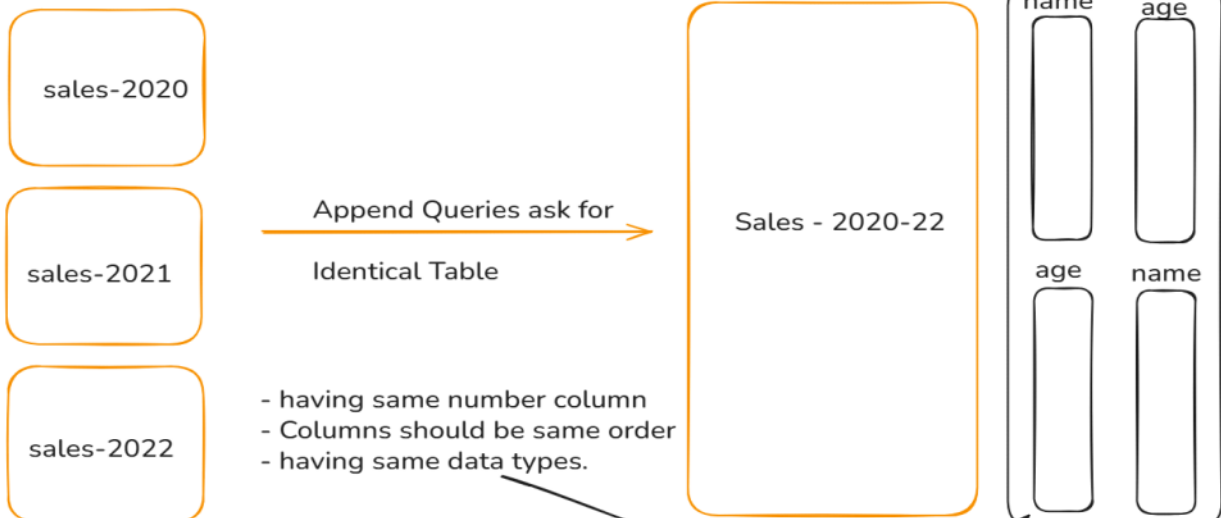 sales-2020
sales-2021
sales-2022
Append Queries ask for
Identical Table
- having same number column
- Columns should be same order
- having same data types.
Sales - 2020-22
name age
age name